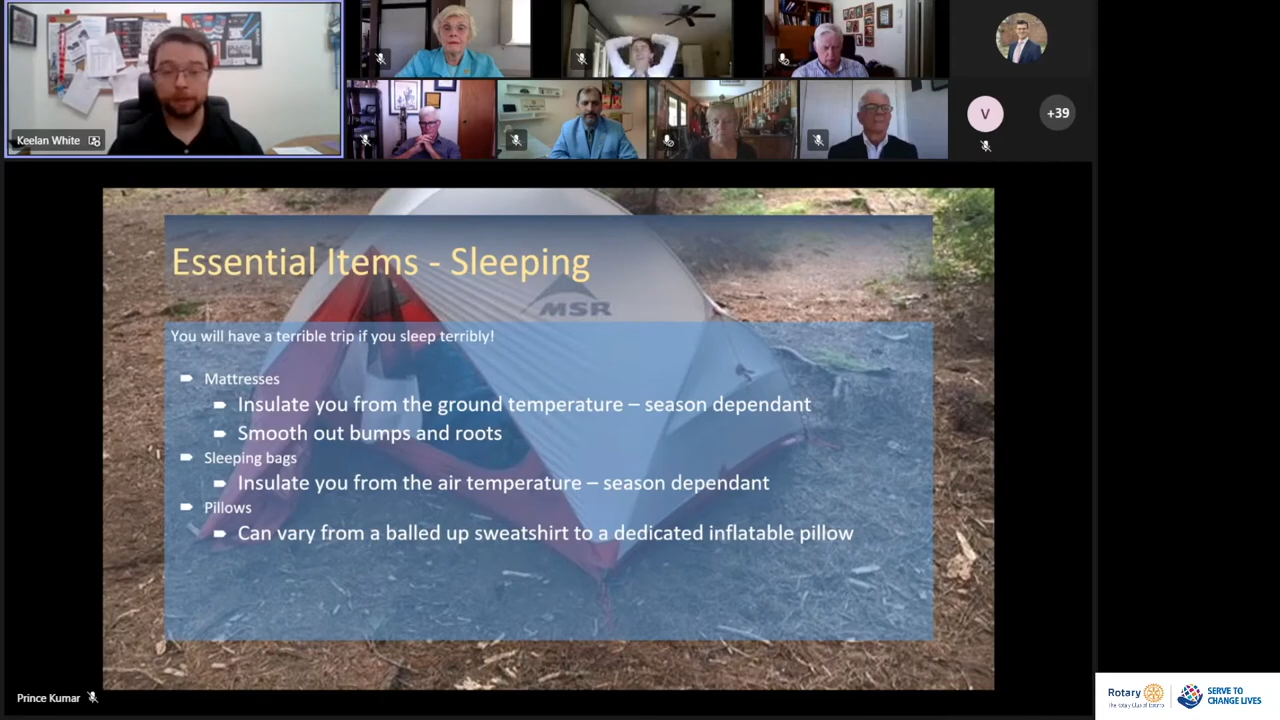 Keelan White
V
+39
Essential Items - Sleeping
MSR
You will have a terrible trip if you sleep terribly!
Mattresses
Insulate you from the ground temperature – season dependant
Smooth out bumps and roots
Sleeping bags
Insulate you from the air temperature – season dependant
Pillows
Can vary from a balled up sweatshirt to a dedicated inflatable pillow
Prince Kumar
Rotary
SERVE TO
CHANGE LIVES